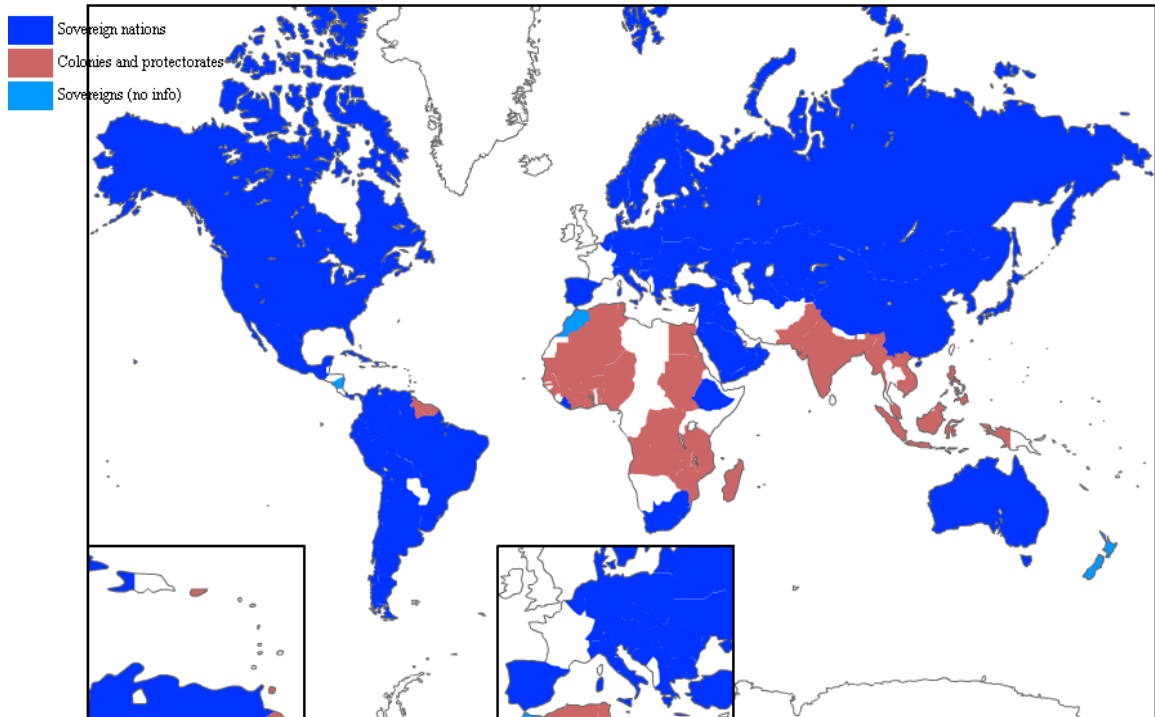 Sovereign nations
Colonies and protectorates
Sovereigns (no info)